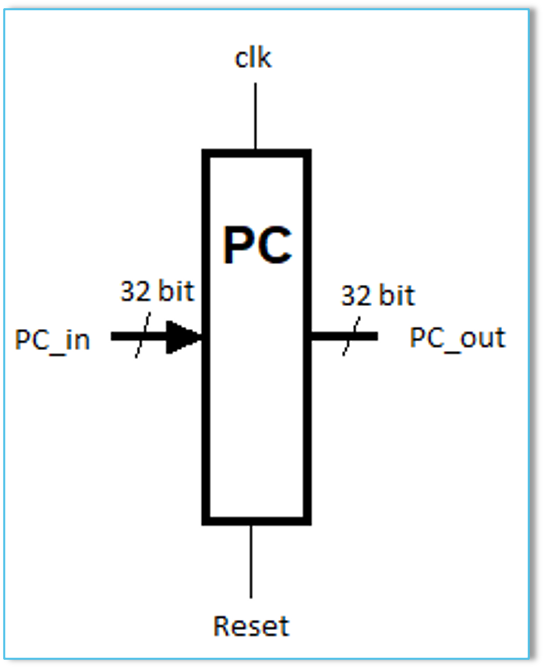 clk
PC
32 bit
32 bit
PC_in
PC_out
Reset